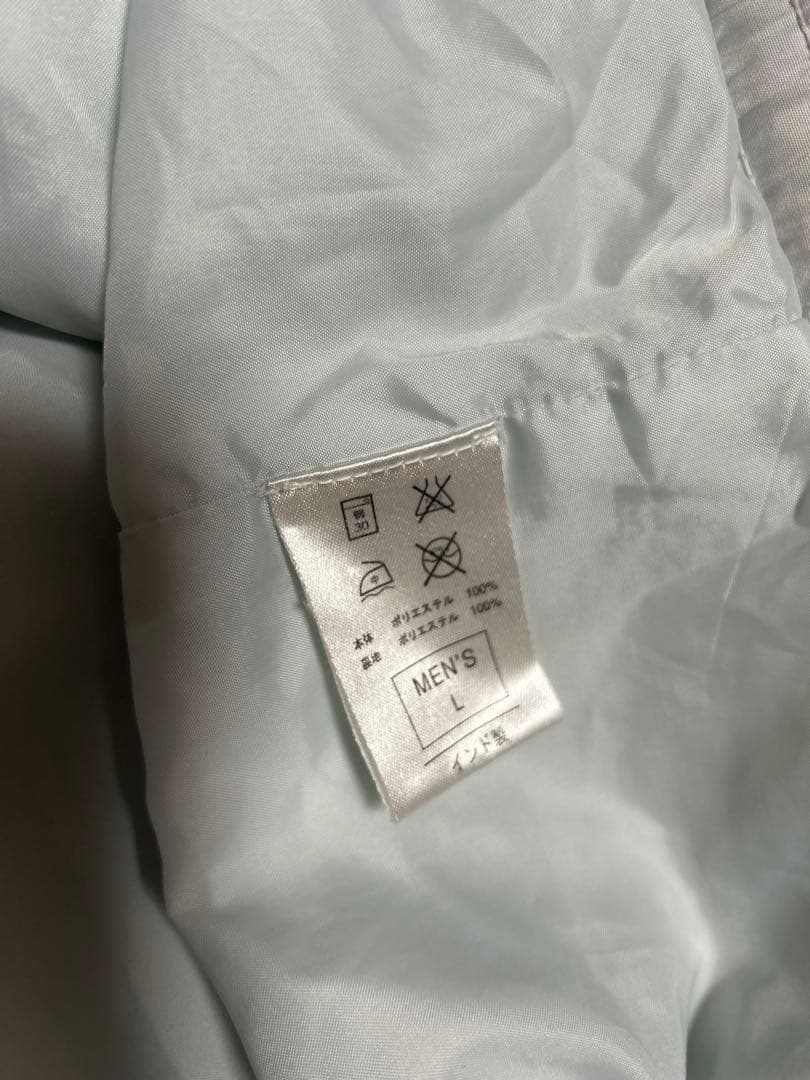 弱
30
中
本体 ポリエステル 100%
裏地 ポリエステル 100%
MEN'S
L
インド製